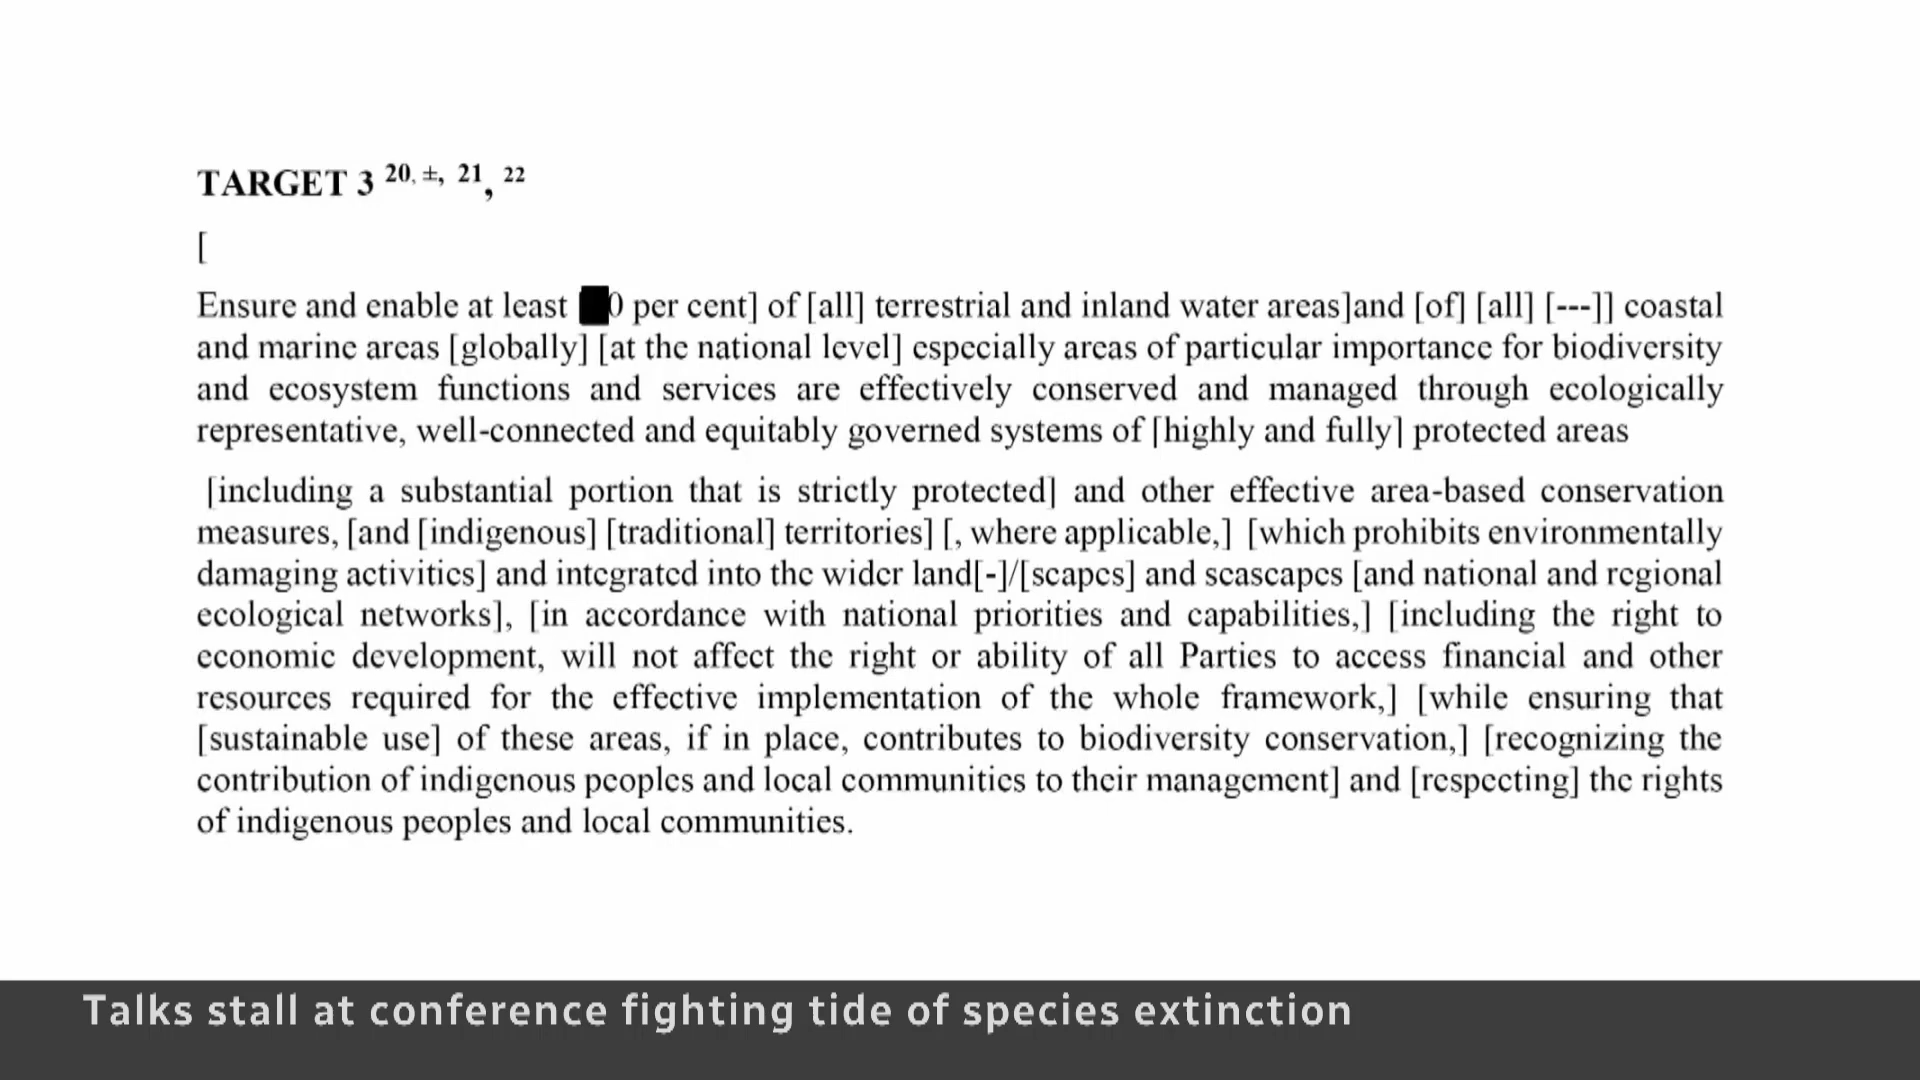 TARGET 3 20, ±, 21, 22
[
Ensure and enable at least 0 per cent] of [all] terrestrial and inland water areas]and [of] [all] [---]] coastal
and marine areas [globally] [at the national level] especially areas of particular importance for biodiversity
and ecosystem functions and services are effectively conserved and managed through ecologically
representative, well-connected and equitably governed systems of [highly and fully] protected areas
[including a substantial portion that is strictly protected] and other effective area-based conservation
measures, [and [indigenous] [traditional] territories] [, where applicable,] [which prohibits environmentally
damaging activities] and integrated into the wider land[-]/[scapes] and seascapes [and national and regional
ecological networks], [in accordance with national priorities and capabilities,] [including the right to
economic development, will not affect the right or ability of all Parties to access financial and other
resources required for the effective implementation of the whole framework,] [while ensuring that
[sustainable use] of these areas, if in place, contributes to biodiversity conservation,] [recognizing the
contribution of indigenous peoples and local communities to their management] and [respecting] the rights
of indigenous peoples and local communities.
Talks stall at conference fighting tide of species extinction